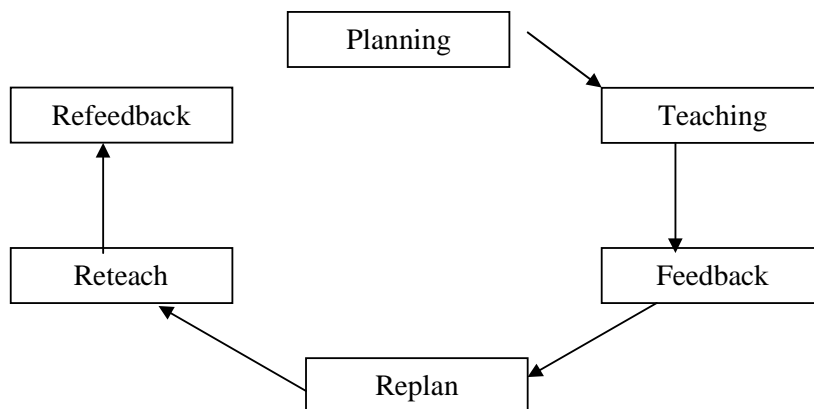 Planning
Teaching
Feedback
Replan
Reteach
Refeedback